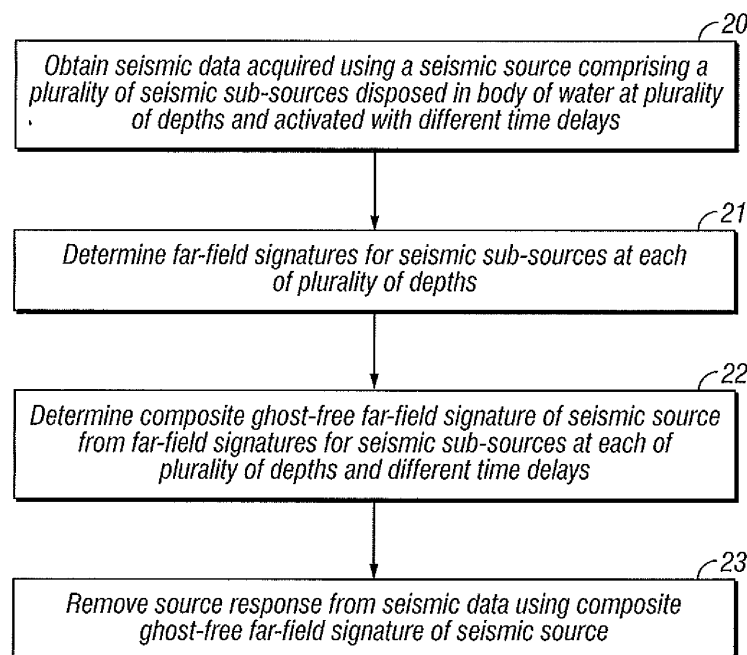 20
Obtain seismic data acquired using a seismic source comprising a
plurality of seismic sub-sources disposed in body of water at plurality
of depths and activated with different time delays
21
Determine far-field signatures for seismic sub-sources at each
of plurality of depths
22
Determine composite ghost-free far-field signature of seismic source
from far-field signatures for seismic sub-sources at each of
plurality of depths and different time delays
23
Remove source response from seismic data using composite
ghost-free far-field signature of seismic source